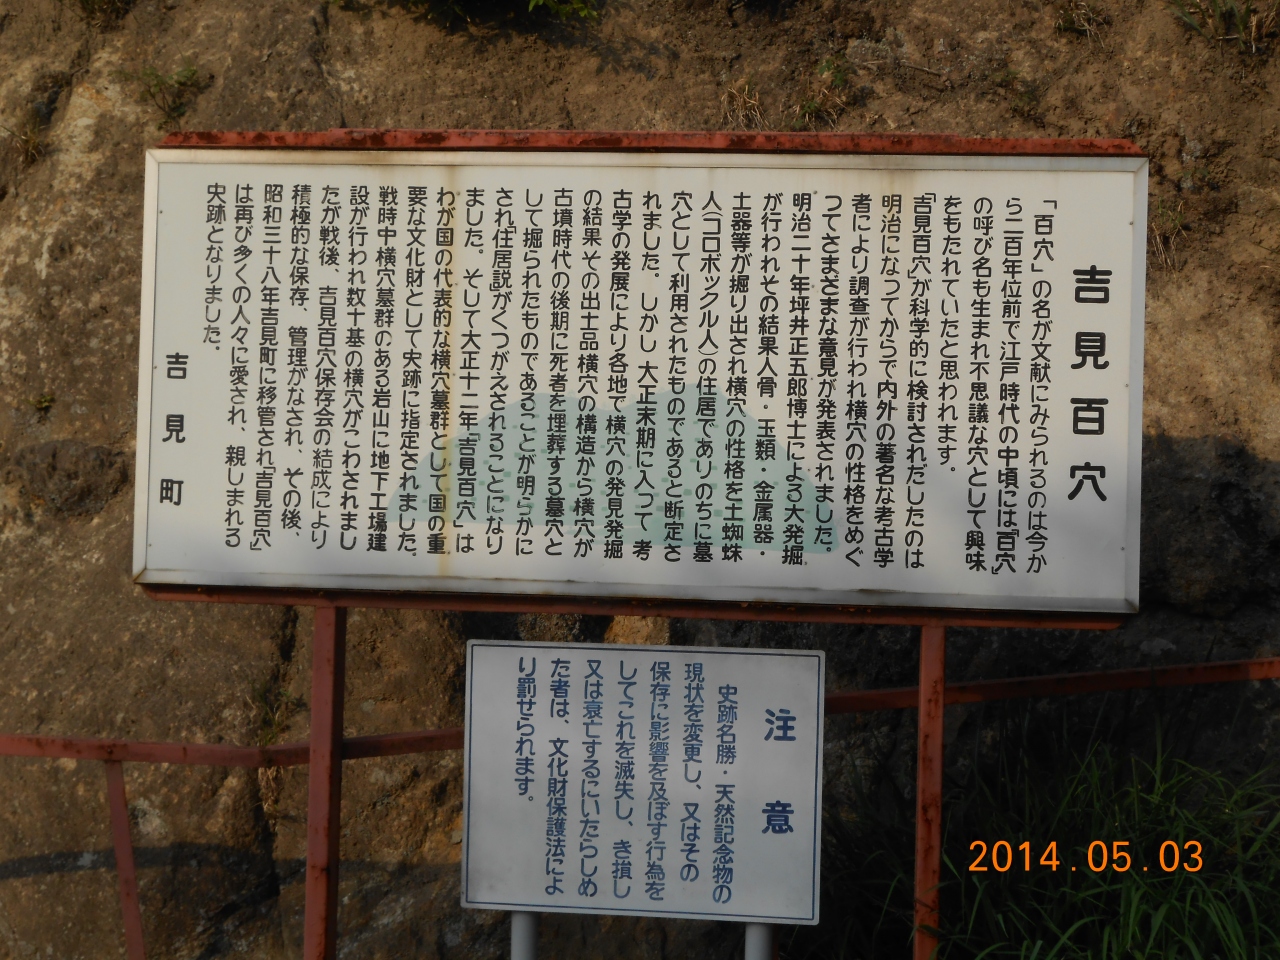 吉見百穴
「百穴」の名が文献にみられるのは今か
ら二百年位前で江戸時代の中頃には「百穴」
の呼び名も生まれ不思議な穴として興味
をもたれていたと思われます。
「吉見百穴」が科学的に検討されだしたのは
明治になってからで内外の著名な考古学
者により調査が行われ横穴の性格をめぐ
つてさまざまな意見が発表されました。
明治二十年坪井正五郎博士による大発掘
が行われその結果人骨・玉類・金属器・
土器等が掘り出され横穴の性格を土蜘蛛
人（コロボックル人）の住居でありのちに墓
穴として利用されたものであると断定さ
れました。しかし 大正末期に入って 考
古学の発展により各地で横穴の発見発掘
の結果 その出土品横穴の構造から横穴が
古墳時代の後期に死者を埋葬する墓穴と
して掘られたものであることが明らかに
され「住居説」がくつがえされることになり
ました。そして大正十二年「吉見百穴」は
わが国の代表的な横穴墓群として国の重
要な文化財として史跡に指定されました。
戦時中横穴墓群のある岩山に地下工場建
設が行われ数十基の横穴がこわされまし
たが戦後、吉見百穴保存会の結成により
積極的な保存、管理がなされ、その後、
昭和三十八年吉見町に移管され「吉見百穴」
は再び多くの人々に愛され、親しまれる
史跡となりました。
吉見町
注意
史跡名勝・天然記念物の
現状を変更し、又はその
保存に影響を及ぼす行為を
してこれを滅失し、き損し
又は衰亡するにいたらしめ
た者は、文化財保護法によ
り罰せられます。
2014.05.03